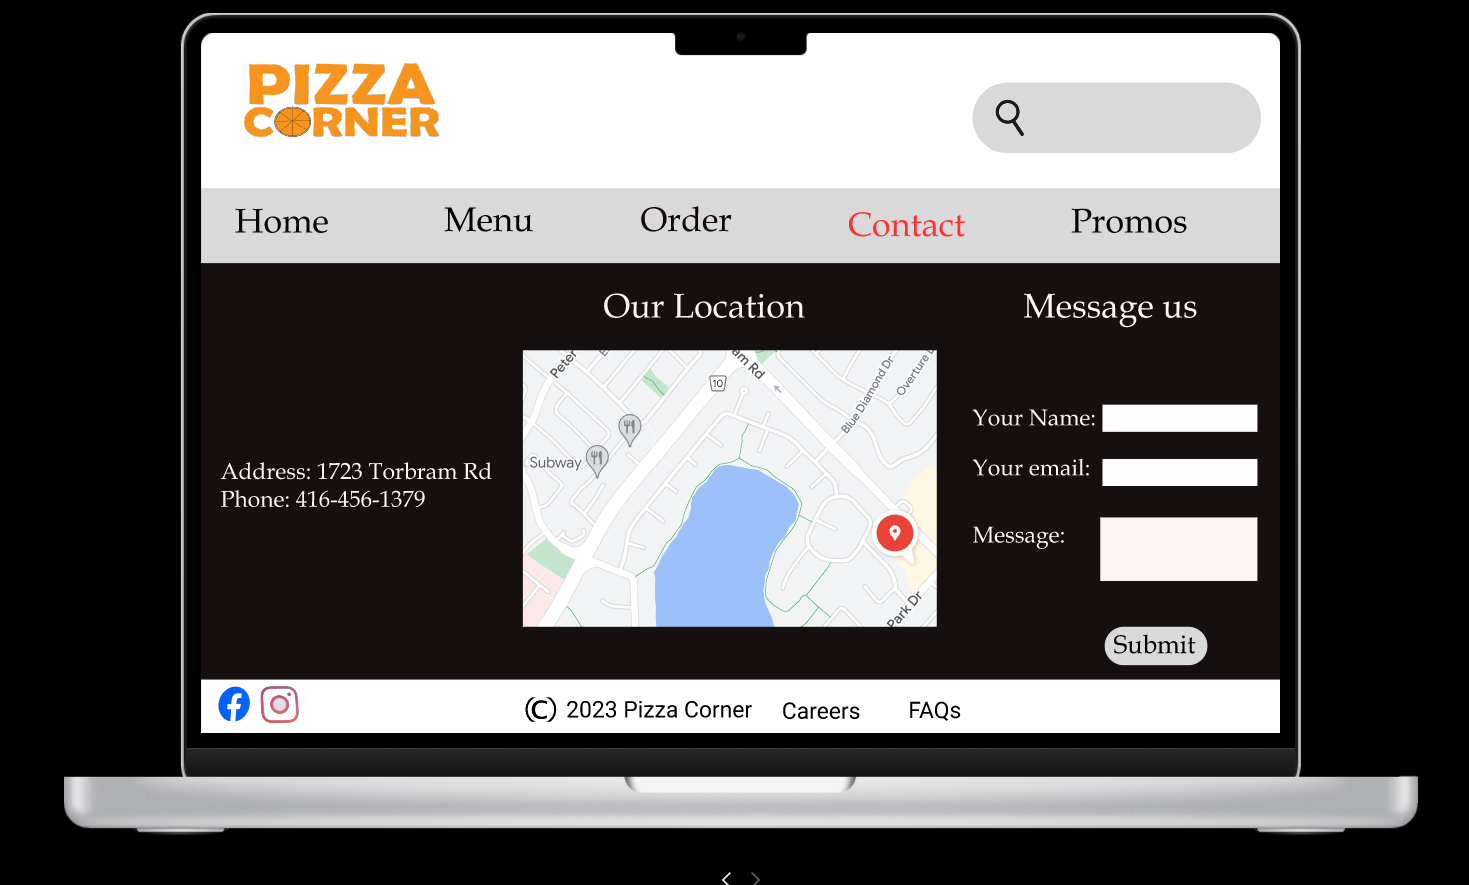 PIZZA
CORNER
Home Menu Order Contact Promos
Our Location
Message us
Address: 1723 Torbram Rd
Phone: 416-456-1379
Peter
am Rd
10
Blue Diamond Dr
Overture
Subway
Park Dr
Your Name:
Your email:
Message:
Submit
© 2023 Pizza Corner Careers FAQs